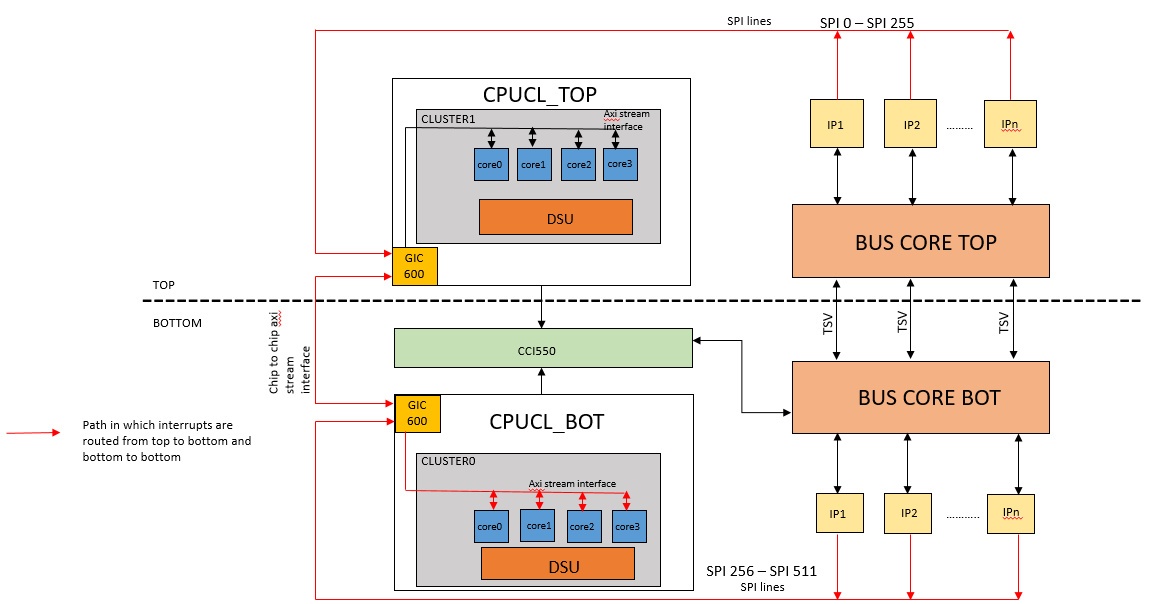 SPI lines
SPI 0 – SPI 255
CPUCL_TOP
CLUSTER1
Axi stream
interface
core0
core1
core2
core3
DSU
GIC
600
IP1
IP2
.........
IPn
BUS CORE TOP
TOP
BOTTOM
TSV
TSV
TSV
Chip to chip axi
stream
interface
CCI550
GIC
600
CPUCL_BOT
CLUSTER0
Axi stream interface
core0
core1
core2
core3
DSU
BUS CORE BOT
IP1
IP2
...........
IPn
Path in which interrupts are
routed from top to bottom and
bottom to bottom
SPI 256 – SPI 511
SPI lines